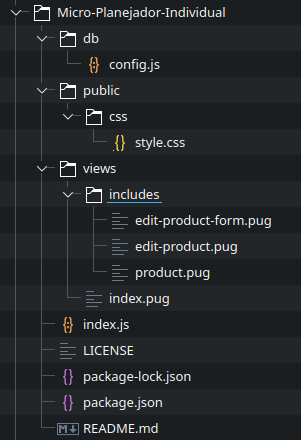 Micro-Planejador-Individual
db
config.js
public
css
style.css
views
includes
edit-product-form.pug
edit-product.pug
product.pug
index.pug
index.js
LICENSE
package-lock.json
package.json
README.md